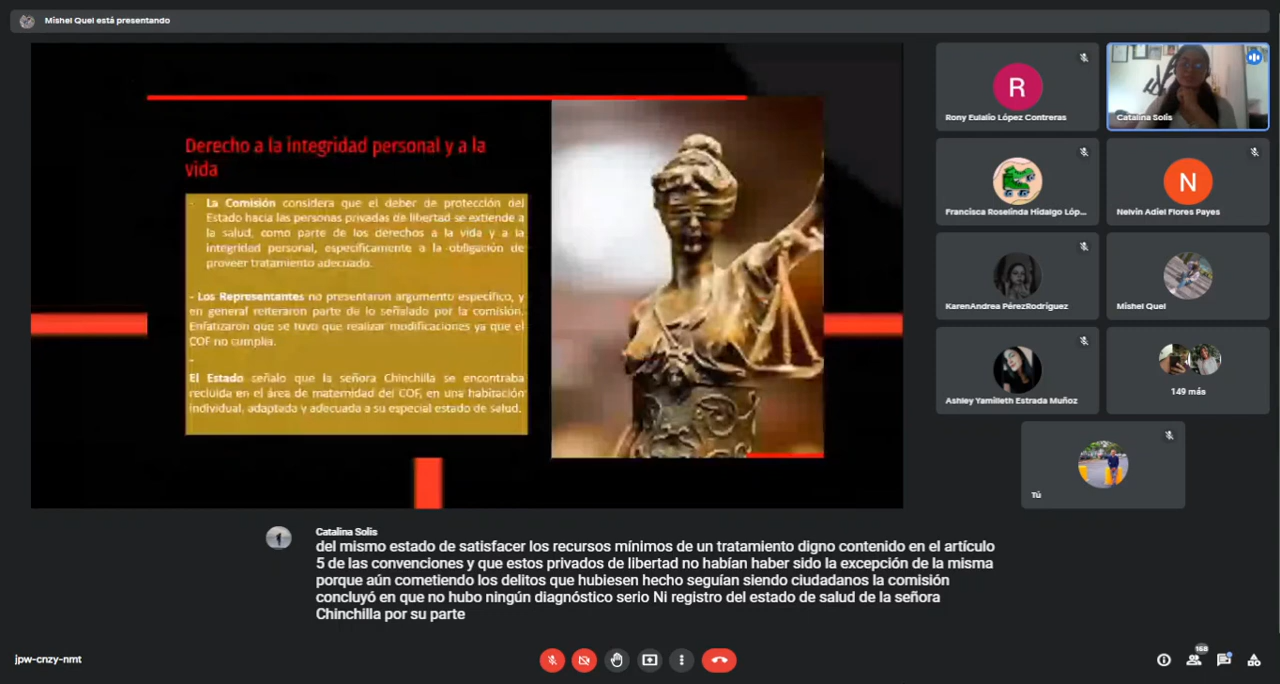 Mishel Quel está presentando
Derecho a la integridad personal y a la
vida
- La Comisión considera que el deber de protección del
Estado hacia las personas privadas de libertad se extiende a
la salud, como parte de los derechos a la vida y a la
integridad personal, específicamente a la obligación de
proveer tratamiento adecuado.
- Los Representantes no presentaron argumento específico, y
en general reiteraron parte de lo señalado por la comisión.
Enfatizaron que se tuvo que realizar modificaciones ya que el
COF no cumplía.
-
El Estado señalo que la señora Chinchilla se encontraba
recluida en el área de maternidad del COF, en una habitación
individual, adaptada y adecuada a su especial estado de salud.
R
Rony Eulalio López Contreras
Catalina Solis
Francisca Roselinda Hidalgo Lóp...
N
Nelvin Adiel Flores Payes
KarenAndrea PérezRodríguez
Mishel Quel
Ashley Yamilleth Estrada Muñoz
149 más
Tú
Catalina Solis
del mismo estado de satisfacer los recursos mínimos de un tratamiento digno contenido en el artículo
5 de las convenciones y que estos privados de libertad no habían haber sido la excepción de la misma
porque aún cometiendo los delitos que hubiesen hecho seguían siendo ciudadanos la comisión
concluyó en que no hubo ningún diagnóstico serio Ni registro del estado de salud de la señora
Chinchilla por su parte
jpw-cnzy-nmt
168